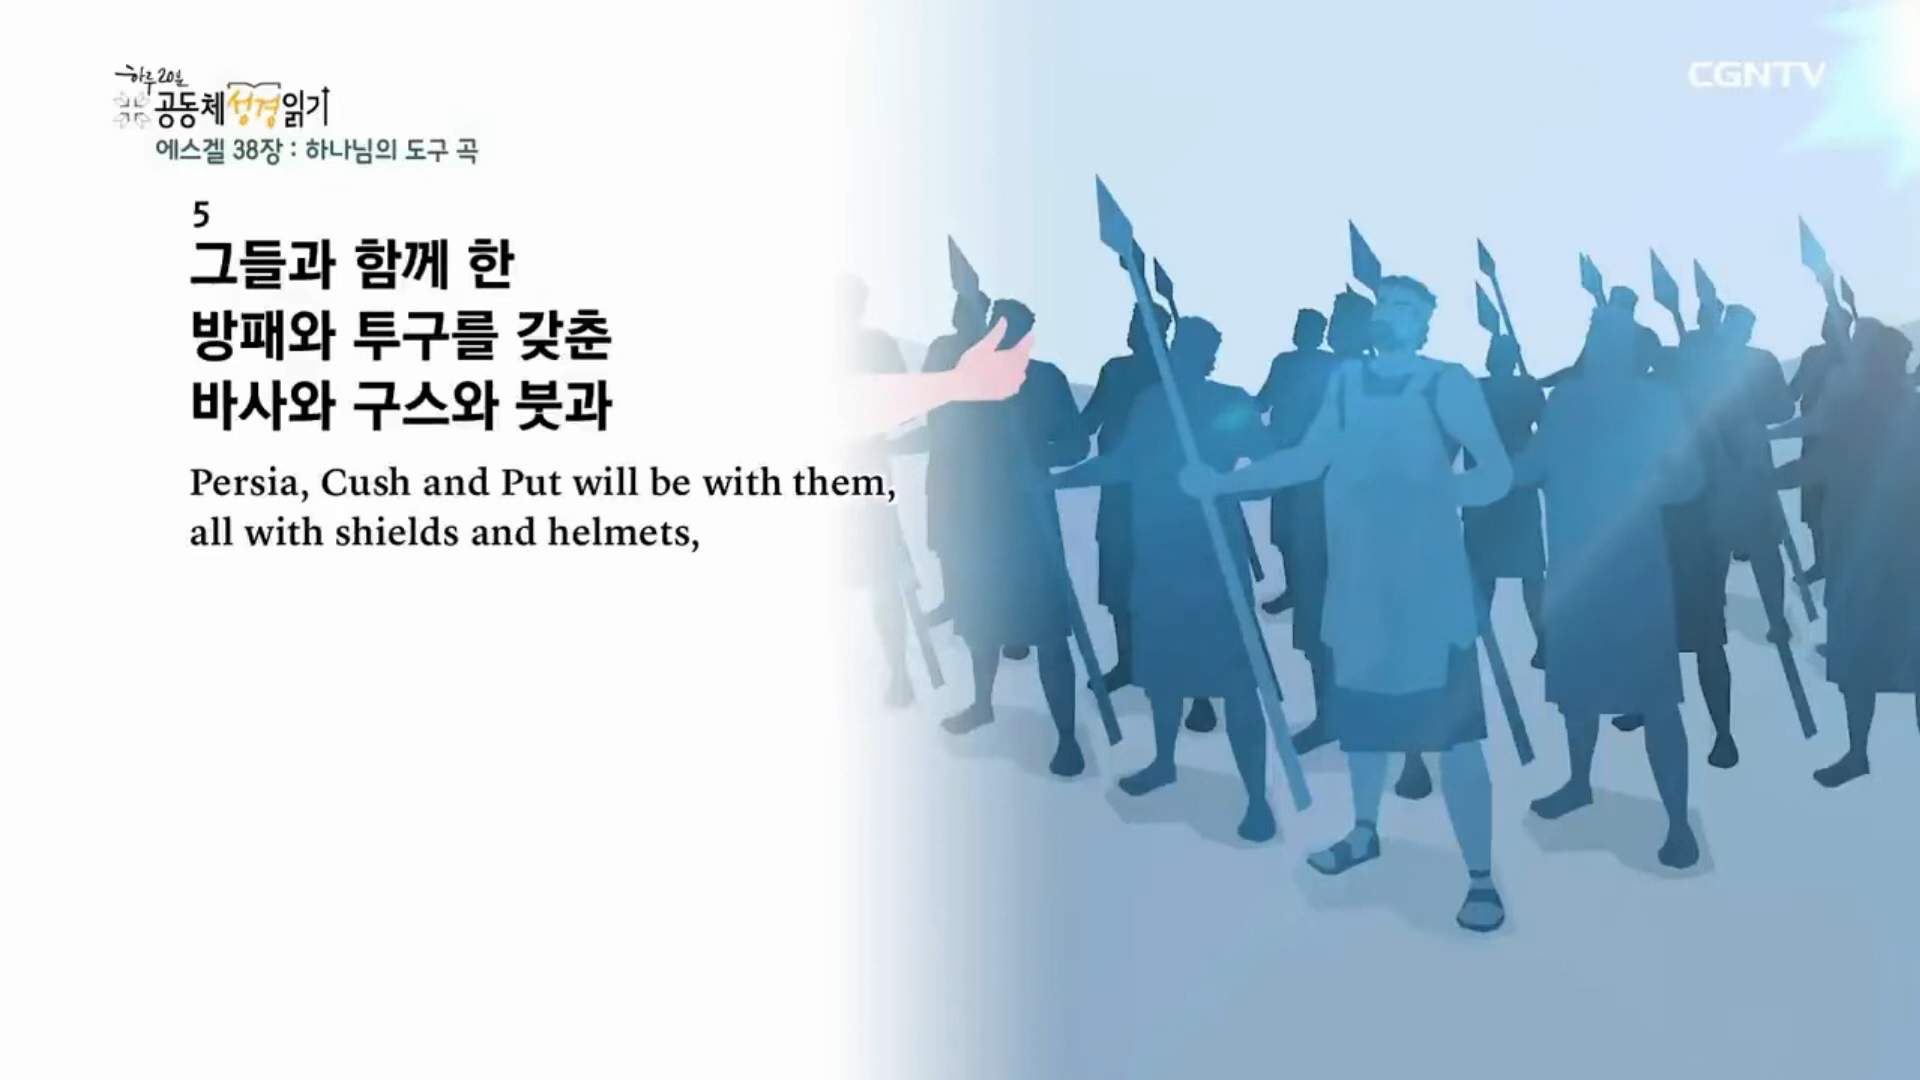 하루 20분
공동체성경읽기
CGNTV
에스겔 38장 : 하나님의 도구 곡
5
그들과 함께 한
방패와 투구를 갖춘
바사와 구스와 붓과
Persia, Cush and Put will be with them,
all with shields and helmets,